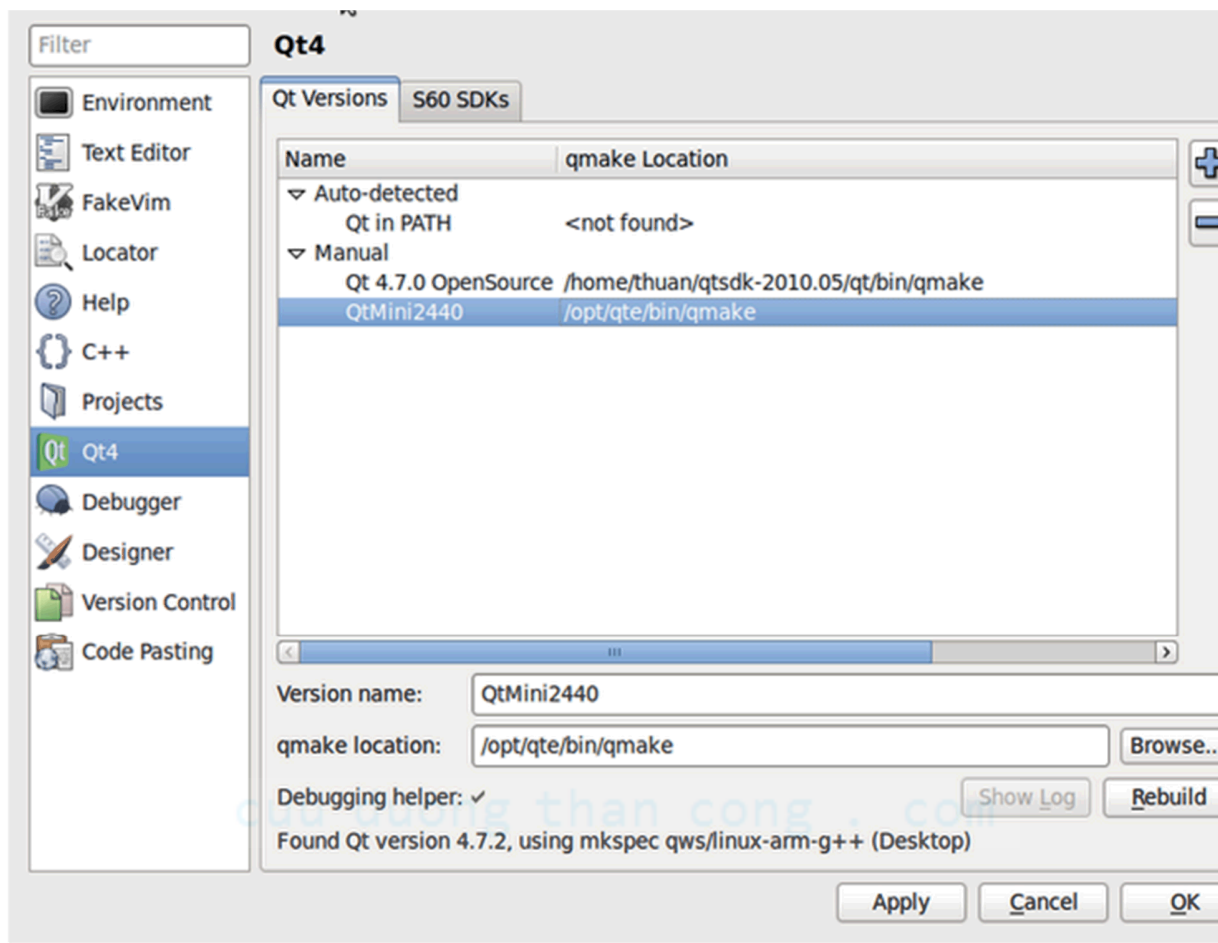 Filter
Qt4
Environment
Text Editor
FakeVim
Locator
Help
C++
Projects
Qt4
Debugger
Designer
Version Control
Code Pasting
Qt Versions S60 SDKs
Name qmake Location
Auto-detected
Qt in PATH <not found>
Manual
Qt 4.7.0 OpenSource /home/thuan/qtsdk-2010.05/qt/bin/qmake
QtMini2440 /opt/qte/bin/qmake
Version name: QtMini2440
qmake location: /opt/qte/bin/qmake Browse..
Debugging helper: ✓ Show Log Rebuild
cuu duong than cong . com
Found Qt version 4.7.2, using mkspec qws/linux-arm-g++ (Desktop)
Apply Cancel OK